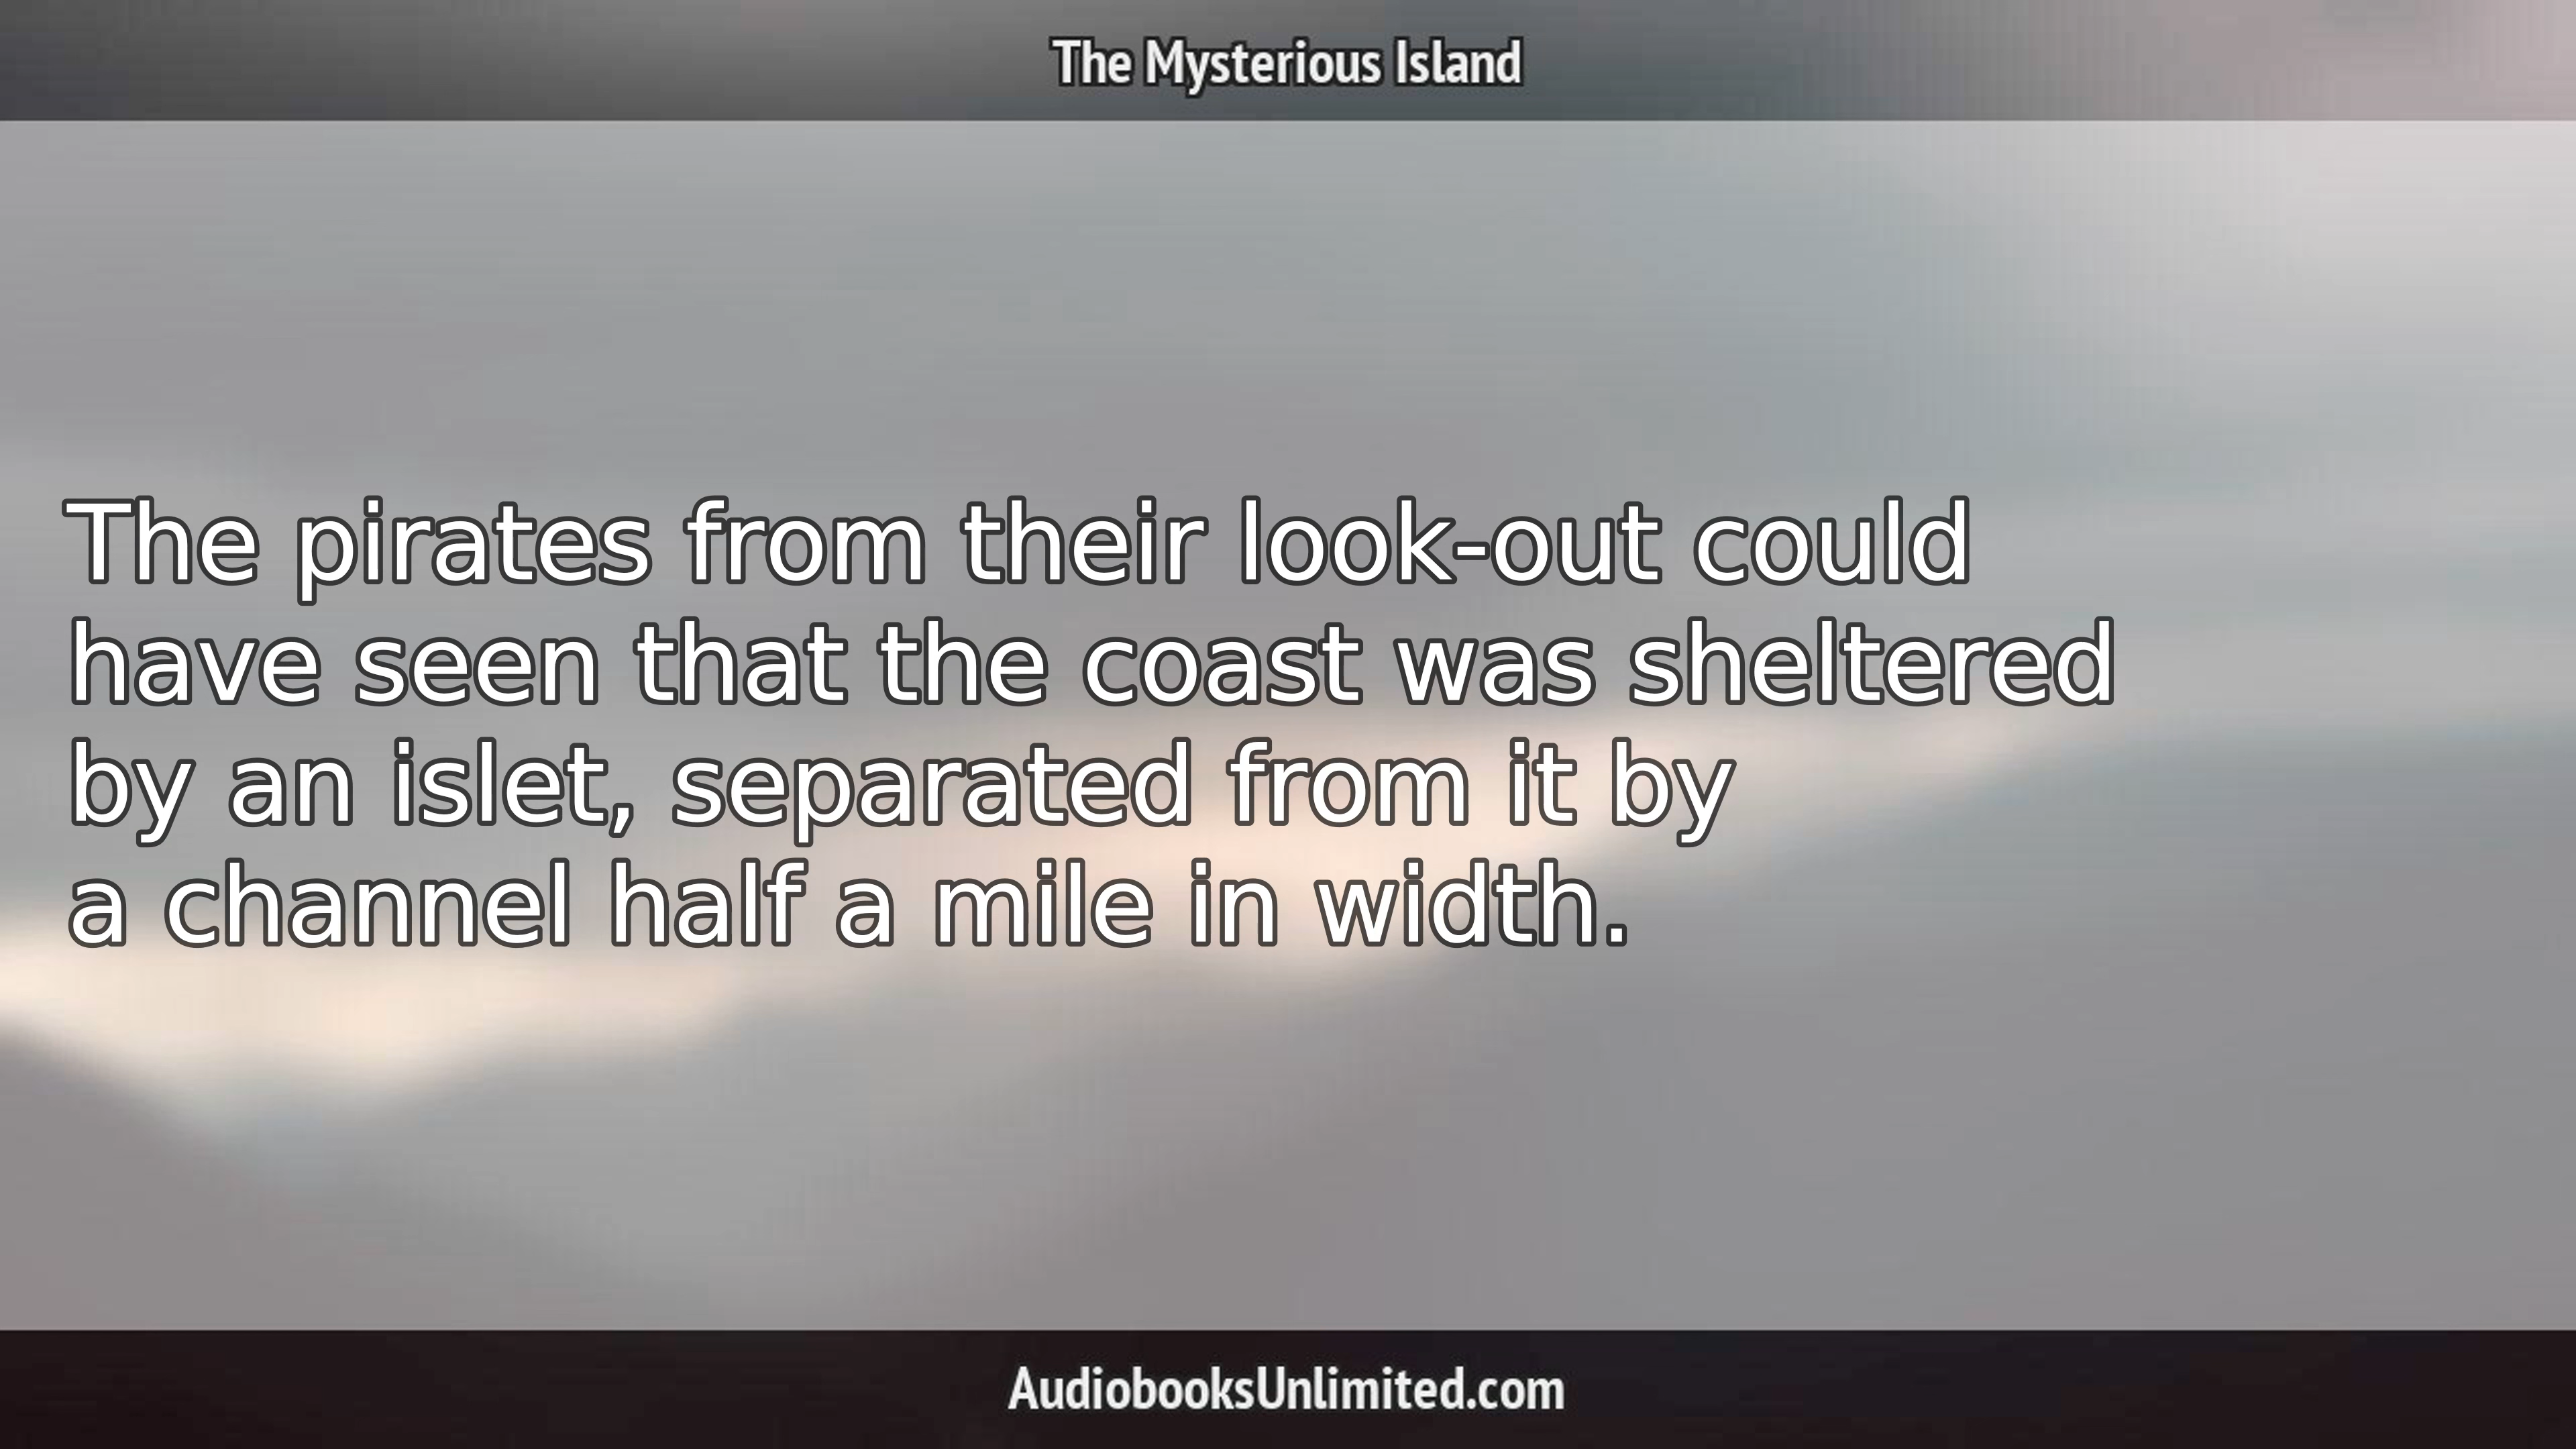 The Mysterious Island
The pirates from their look-out could
have seen that the coast was sheltered
by an islet, separated from it by
a channel half a mile in width.
AudiobooksUnlimited.com